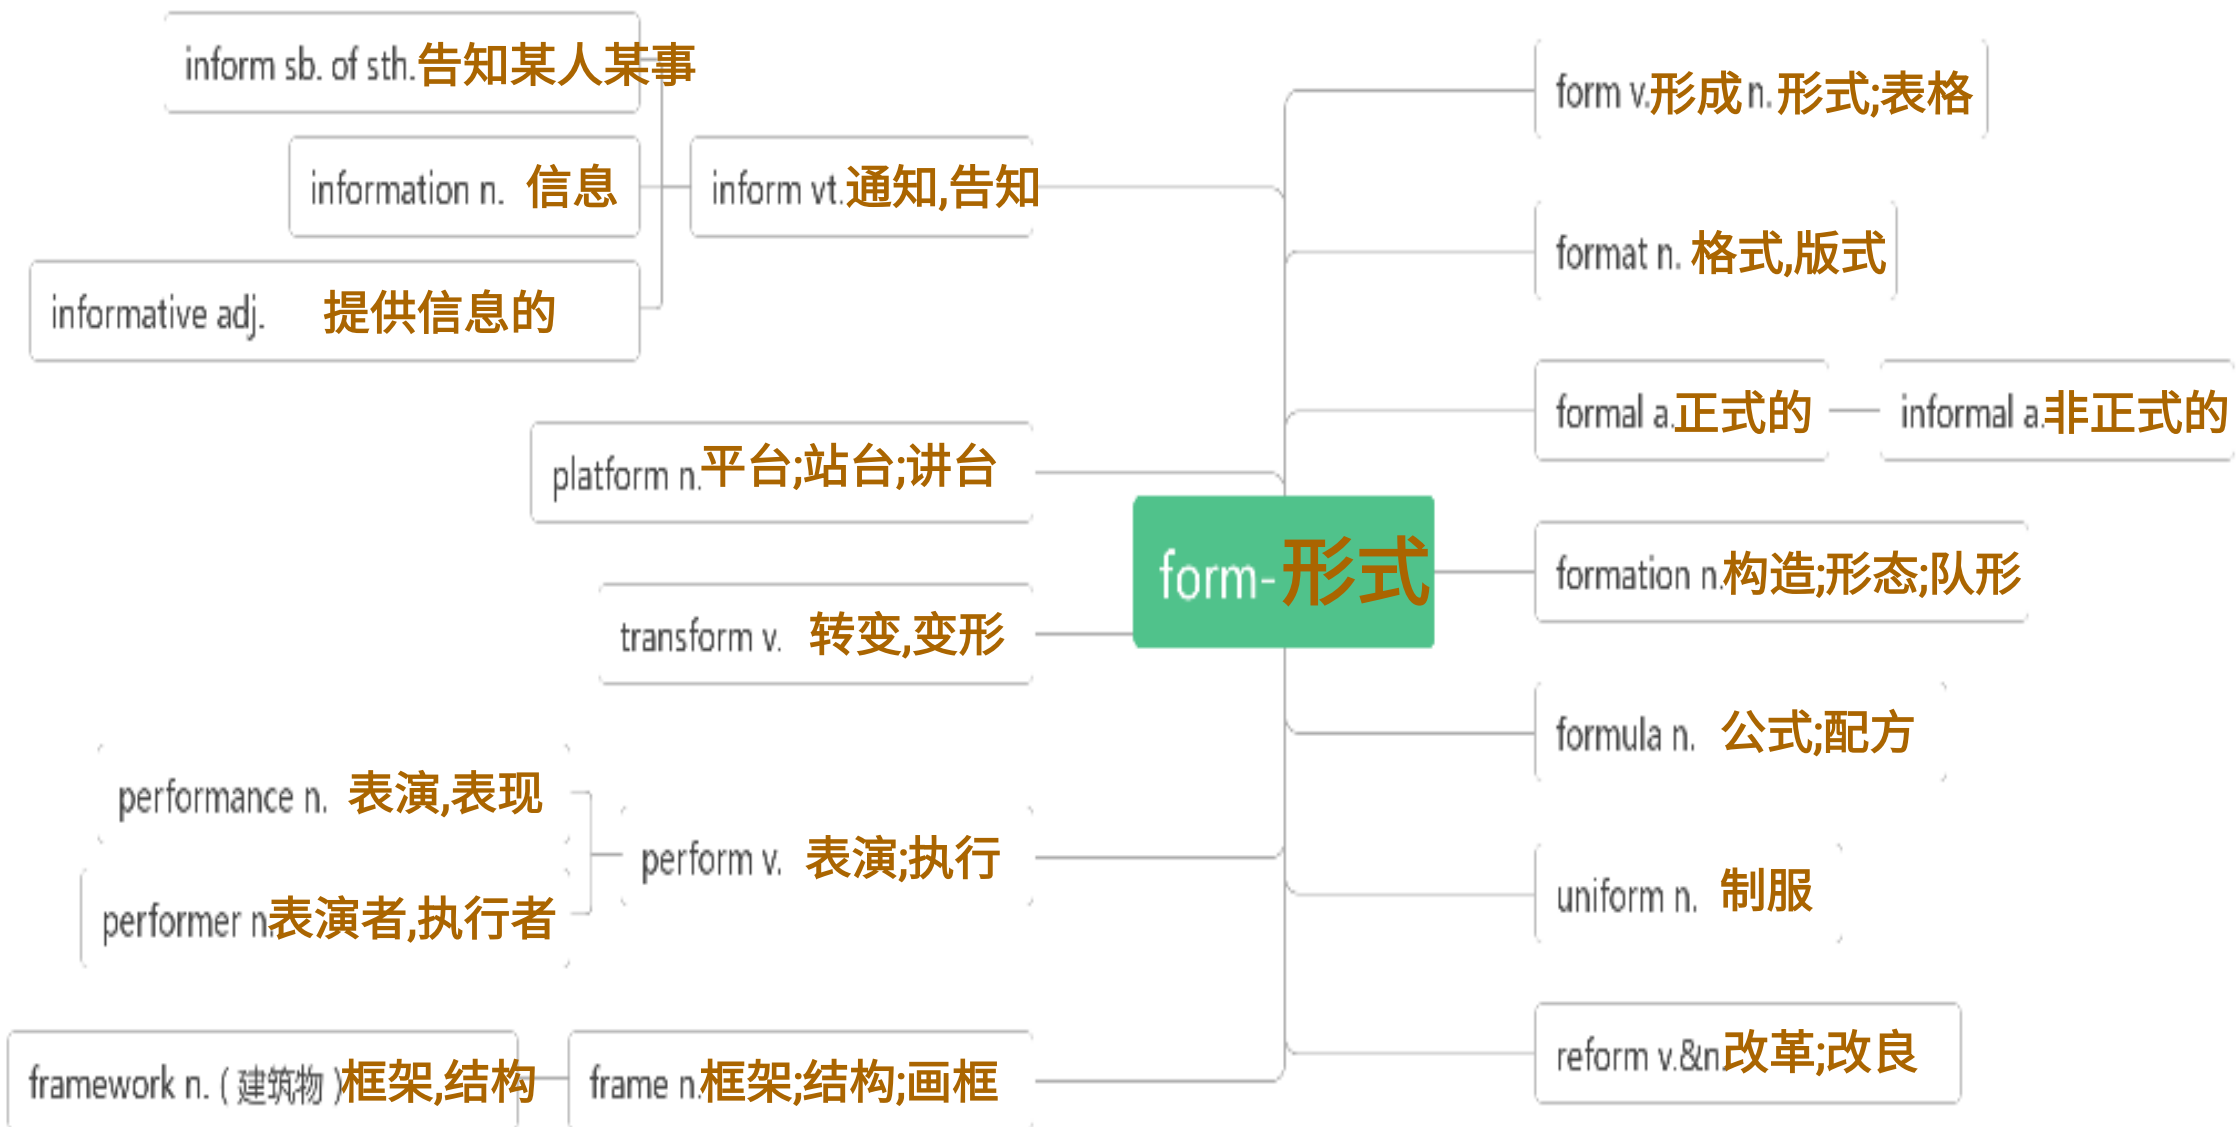 inform sb. of sth.告知某人某事
information n. 信息
inform vt.通知,告知
informative adj. 提供信息的
platform n.平台;站台;讲台
transform v. 转变,变形
performance n. 表演,表现
perform v. 表演;执行
performer n.表演者,执行者
framework n. ( 建筑物 )框架,结构
frame n.框架;结构;画框
form-形式
form v.形成 n. 形式;表格
format n. 格式,版式
formal a.正式的
informal a.非正式的
formation n.构造;形态;队形
formula n. 公式;配方
uniform n. 制服
reform v.&n.改革;改良